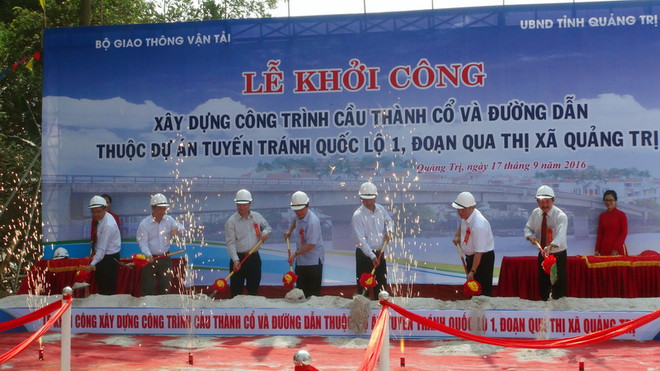 BỘ GIAO THÔNG VẬN TẢI
UBND TỈNH QUẢNG TRỊ
LỄ KHỞI CÔNG
XÂY DỰNG CÔNG TRÌNH CẦU THÀNH CỔ VÀ ĐƯỜNG DẪN
THUỘC DỰ ÁN TUYẾN TRÁNH QUỐC LỘ 1, ĐOẠN QUA THỊ XÃ QUẢNG TRỊ
Quảng Trị, ngày 17 tháng 9 năm 2016
CÔNG XÂY DỰNG CÔNG TRÌNH CẦU THÀNH CỔ VÀ ĐƯỜNG DẪN THUỘC TUYẾN TRÁNH QUỐC LỘ 1, ĐOẠN QUA THỊ XÃ QUẢNG TRỊ